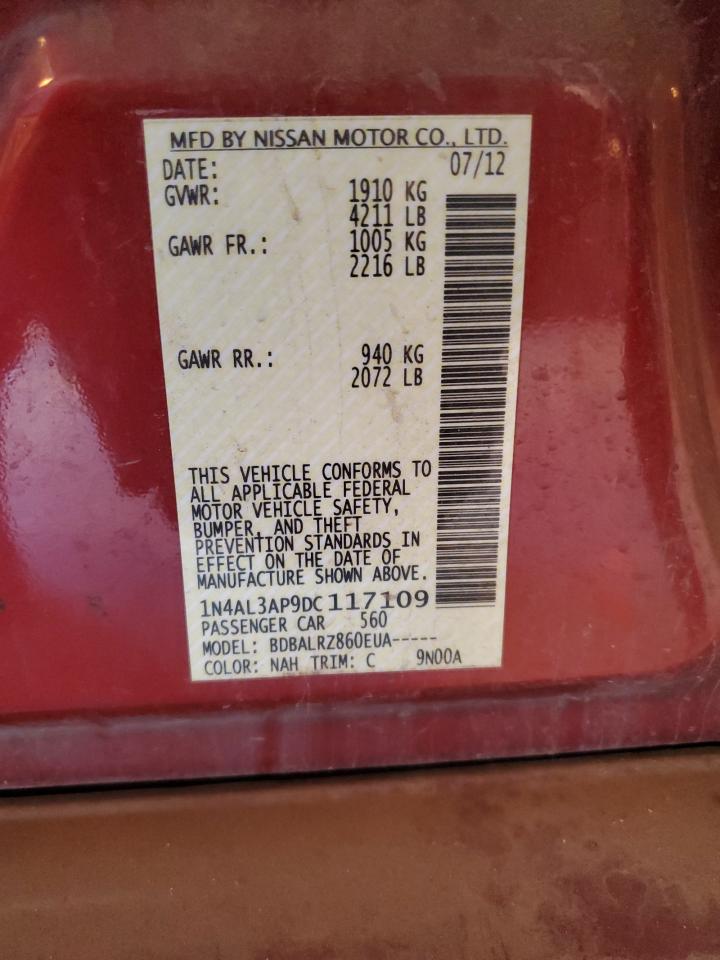 MFD BY NISSAN MOTOR CO., LTD.
DATE: 07/12
GVWR: 1910 KG
4211 LB
GAWR FR.: 1005 KG
2216 LB
GAWR RR.: 940 KG
2072 LB
THIS VEHICLE CONFORMS TO
ALL APPLICABLE FEDERAL
MOTOR VEHICLE SAFETY,
BUMPER, AND THEFT
PREVENTION STANDARDS IN
EFFECT ON THE DATE OF
MANUFACTURE SHOWN ABOVE.
1N4AL3AP9DC117109
PASSENGER CAR 560
MODEL: BDBALRZ860EUA-----
COLOR: NAH TRIM: C 9N00A